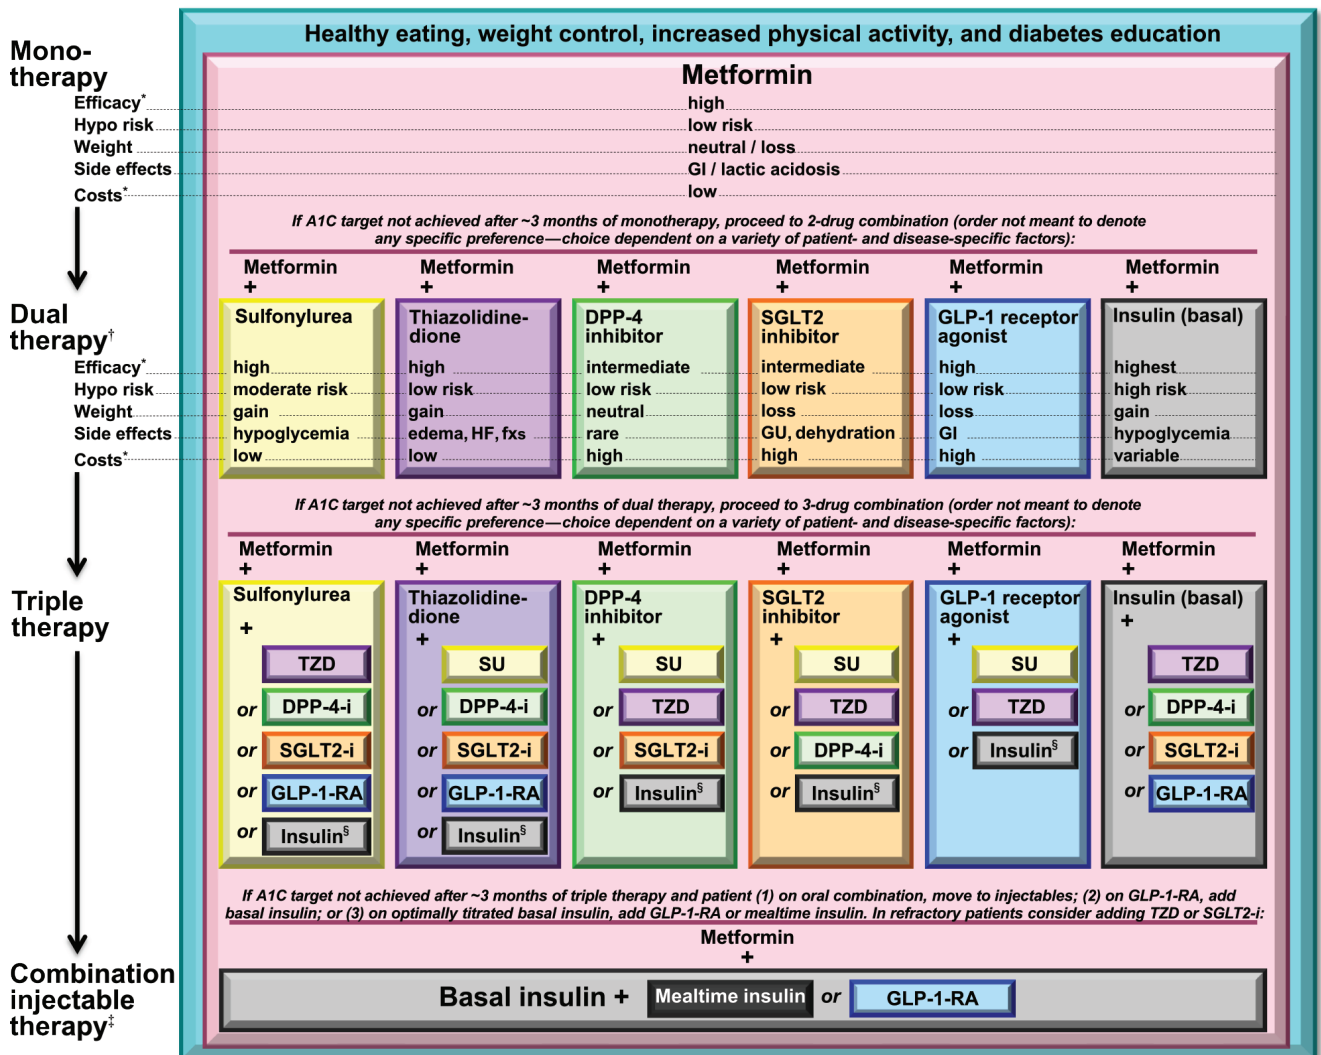 Healthy eating, weight control, increased physical activity, and diabetes education
Mono-
therapy
Metformin
Efficacy* high
Hypo risk low risk
Weight neutral / loss
Side effects GI / lactic acidosis
Costs* low
If A1C target not achieved after ~3 months of monotherapy, proceed to 2-drug combination (order not meant to denote
any specific preference—choice dependent on a variety of patient- and disease-specific factors):
Metformin Metformin Metformin Metformin Metformin Metformin
+ + + + + +
Dual
therapy†
Sulfonylurea
Thiazolidine-
dione
DPP-4
inhibitor
SGLT2
inhibitor
GLP-1 receptor
agonist
Insulin (basal)
Efficacy* high high intermediate intermediate high highest
Hypo risk moderate risk low risk low risk low risk low risk high risk
Weight gain gain neutral loss loss gain
Side effects hypoglycemia edema, HF, fxs rare GU, dehydration GI hypoglycemia
Costs* low low high high high variable
If A1C target not achieved after ~3 months of dual therapy, proceed to 3-drug combination (order not meant to denote
any specific preference—choice dependent on a variety of patient- and disease-specific factors):
Triple
therapy
Metformin
+
Sulfonylurea
+
TZD
or DPP-4-i
or SGLT2-i
or GLP-1-RA
or Insulin§
Metformin
+
Thiazolidine-
dione
+
SU
or DPP-4-i
or SGLT2-i
or GLP-1-RA
or Insulin§
Metformin
+
DPP-4
inhibitor
+
SU
or TZD
or SGLT2-i
or Insulin§
Metformin
+
SGLT2
inhibitor
+
SU
or TZD
or DPP-4-i
or Insulin§
Metformin
+
GLP-1 receptor
agonist
+
SU
or TZD
or Insulin§
Metformin
+
Insulin (basal)
+
TZD
or DPP-4-i
or SGLT2-i
or GLP-1-RA
If A1C target not achieved after ~3 months of triple therapy and patient (1) on oral combination, move to injectables; (2) on GLP-1-RA, add
basal insulin; or (3) on optimally titrated basal insulin, add GLP-1-RA or mealtime insulin. In refractory patients consider adding TZD or SGLT2-i:
Metformin
+
Combination
injectable
therapy‡
Basal insulin + Mealtime insulin or GLP-1-RA